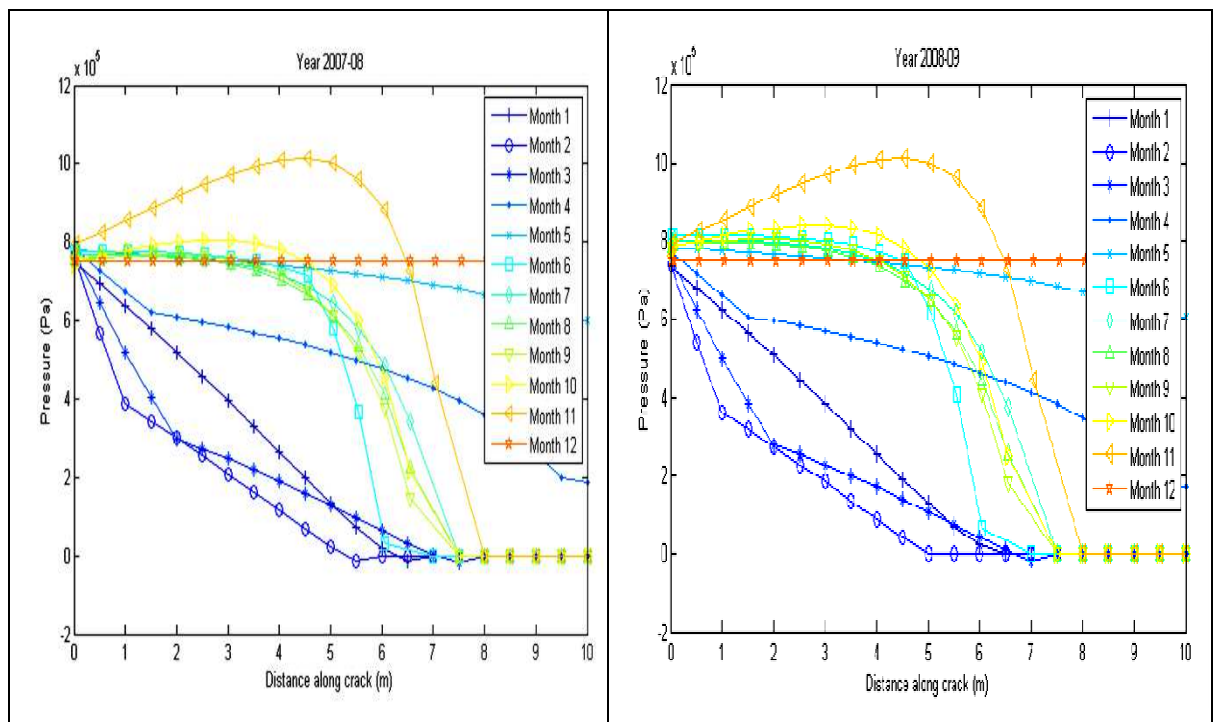 Year 2007-08
x 10^5
12
10
8
6
4
2
0
-2
Pressure (Pa)
0 1 2 3 4 5 6 7 8 9 10
Distance along crack (m)
Month 1
Month 2
Month 3
Month 4
Month 5
Month 6
Month 7
Month 8
Month 9
Month 10
Month 11
Month 12
Year 2008-09
x 10^5
12
10
8
6
4
2
0
-2
Pressure (Pa)
0 1 2 3 4 5 6 7 8 9 10
Distance along crack (m)
Month 1
Month 2
Month 3
Month 4
Month 5
Month 6
Month 7
Month 8
Month 9
Month 10
Month 11
Month 12